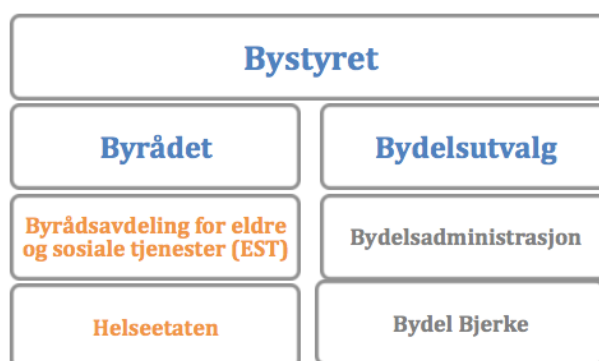 Bystyret
Byrådet
Bydelsutvalg
Byrådsavdeling for eldre
og sosiale tjenester (EST)
Bydelsadministrasjon
Helseetaten
Bydel Bjerke